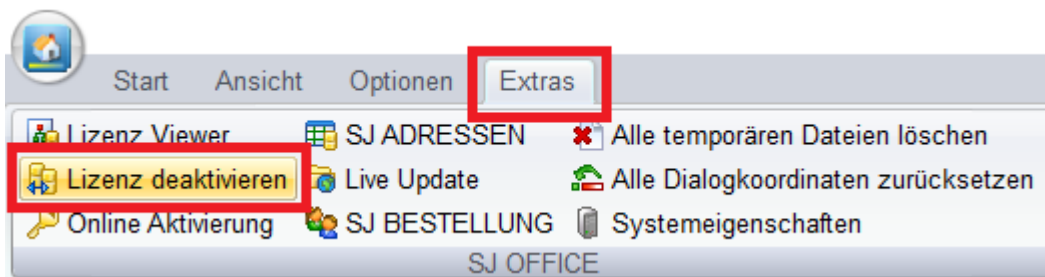 Start Ansicht Optionen Extras
Lizenz Viewer SJ ADRESSEN Alle temporären Dateien löschen
Lizenz deaktivieren Live Update Alle Dialogkoordinaten zurücksetzen
Online Aktivierung SJ BESTELLUNG Systemeigenschaften
SJ OFFICE